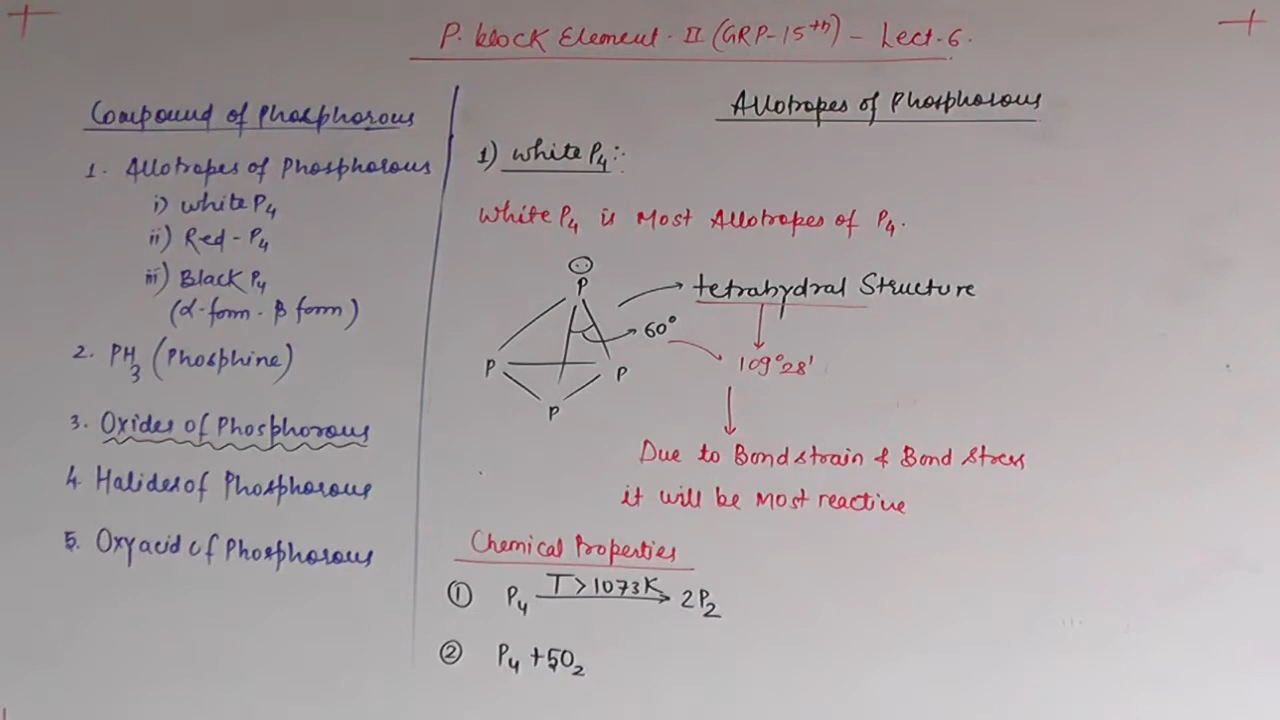 P. block Element - II (GRP-15th) - Lect-6.
Compound of Phosphorous
1. Allotropes of Phosphorous
i) white P4
ii) Red - P4
iii) Black P4
(α-form - β form)
2. PH3 (Phosphine)
3. Oxides of Phosphorous
4. Halides of Phosphorous
5. Oxyacid of Phosphorous
Allotropes of Phosphorous
1) white P4:-
White P4 is Most Allotropes of P4.
P
P
P
P
60°
tetrahydral Structure
109°28'
Due to Bond strain & Bond Stress
it will be Most reactive
Chemical Properties
① P4 T > 1073K → 2P2
② P4 + 5O2